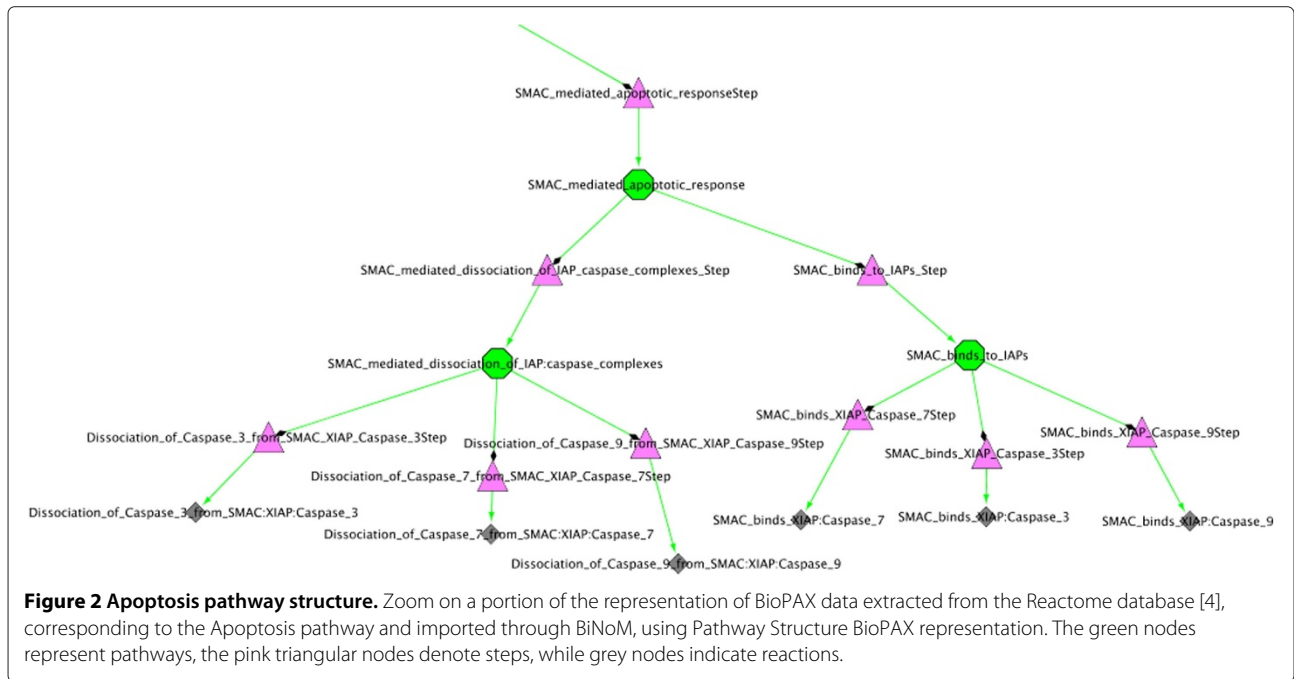 SMAC_mediated_apoptotic_responseStep
SMAC_mediated_apoptotic_response
SMAC_mediated_dissociation_of_IAP_caspase_complexes_Step
SMAC_binds_to_IAPs_Step
SMAC_mediated_dissociation_of_IAP:caspase_complexes
SMAC_binds_to_IAPs
Dissociation_of_Caspase_3_from_SMAC_XIAP_Caspase_3Step
Dissociation_of_Caspase_9_from_SMAC_XIAP_Caspase_9Step
Dissociation_of_Caspase_7_from_SMAC_XIAP_Caspase_7Step
SMAC_binds_XIAP_Caspase_7Step
SMAC_binds_XIAP_Caspase_9Step
SMAC_binds_XIAP_Caspase_3Step
Dissociation_of_Caspase_3_from_SMAC:XIAP:Caspase_3
Dissociation_of_Caspase_7_from_SMAC:XIAP:Caspase_7
Dissociation_of_Caspase_9_from_SMAC:XIAP:Caspase_9
SMAC_binds_XIAP:Caspase_7
SMAC_binds_XIAP:Caspase_3
SMAC_binds_XIAP:Caspase_9
Figure 2 Apoptosis pathway structure. Zoom on a portion of the representation of BioPAX data extracted from the Reactome database [4],
corresponding to the Apoptosis pathway and imported through BiNoM, using Pathway Structure BioPAX representation. The green nodes
represent pathways, the pink triangular nodes denote steps, while grey nodes indicate reactions.